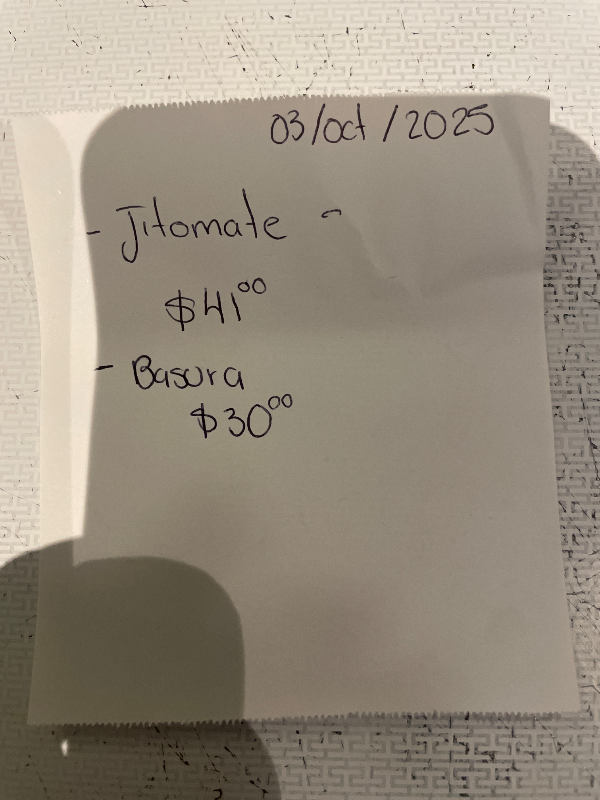 03/oct/2025
- Jitomate -
$41⁰⁰
- Basura
$30⁰⁰